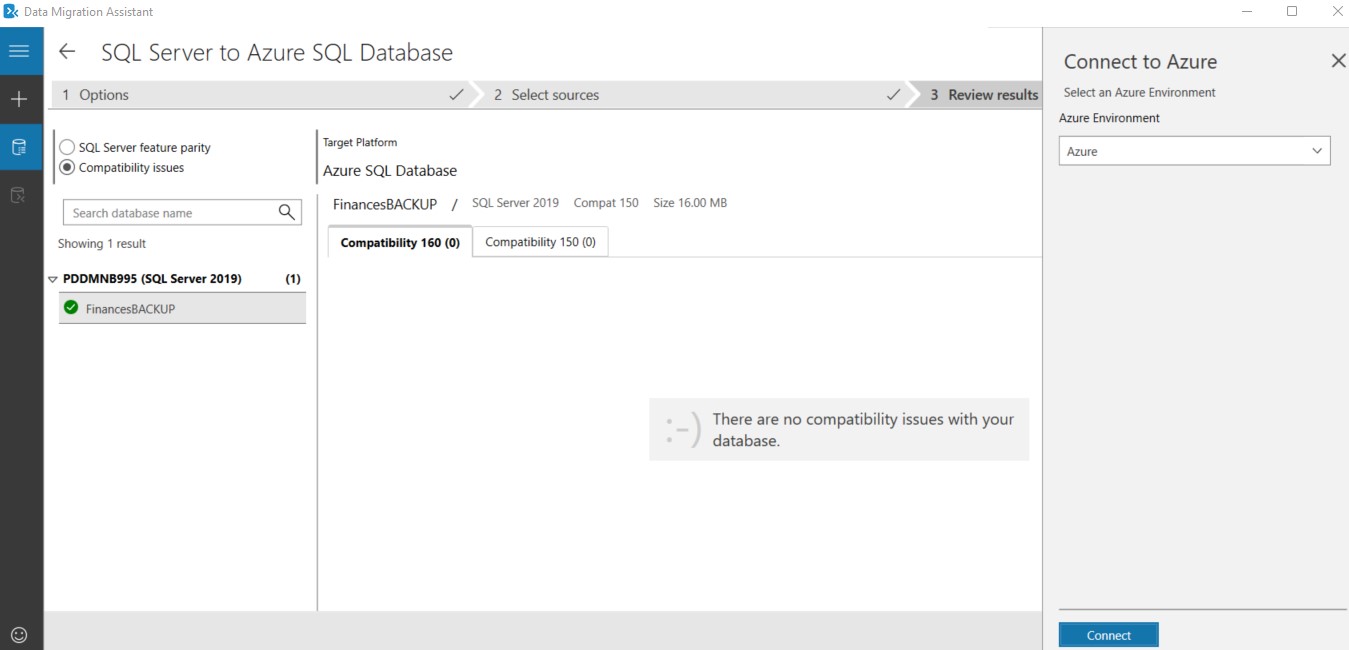 Data Migration Assistant
SQL Server to Azure SQL Database
1 Options
2 Select sources
3 Review results
SQL Server feature parity
Compatibility issues
Search database name
Showing 1 result
PDDMNB995 (SQL Server 2019) (1)
FinancesBACKUP
Target Platform
Azure SQL Database
FinancesBACKUP / SQL Server 2019 Compat 150 Size 16.00 MB
Compatibility 160 (0) Compatibility 150 (0)
:-)
There are no compatibility issues with your
database.
Connect to Azure
Select an Azure Environment
Azure Environment
Azure
Connect